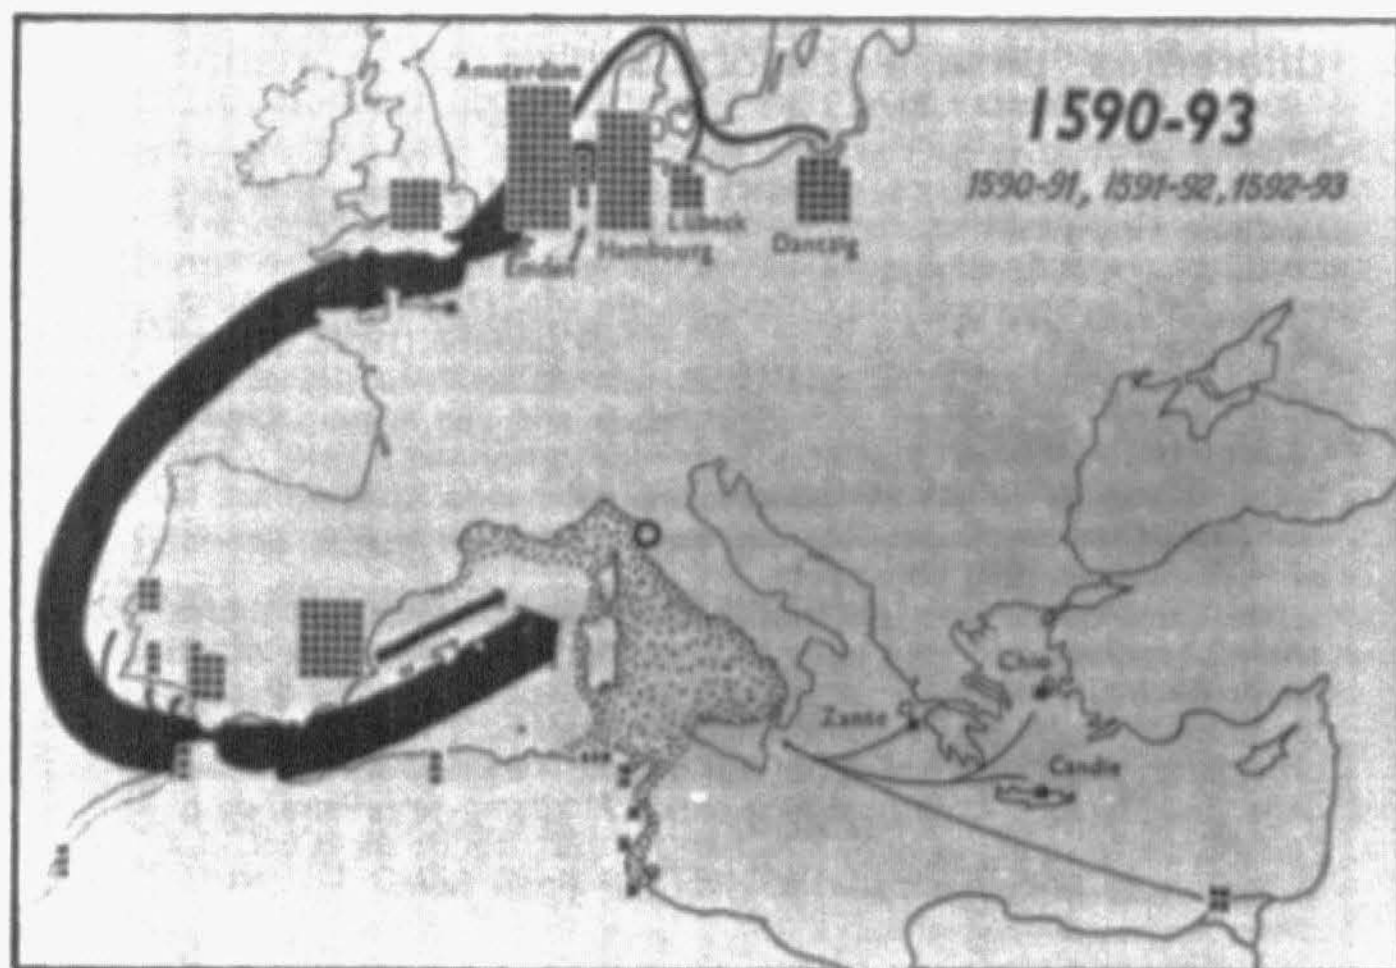 Amsterdam
1590-93
1590-91, 1591-92, 1592-93
Lübeck
Hambourg
Dantzig
Emden
Chio
Zante
Candie